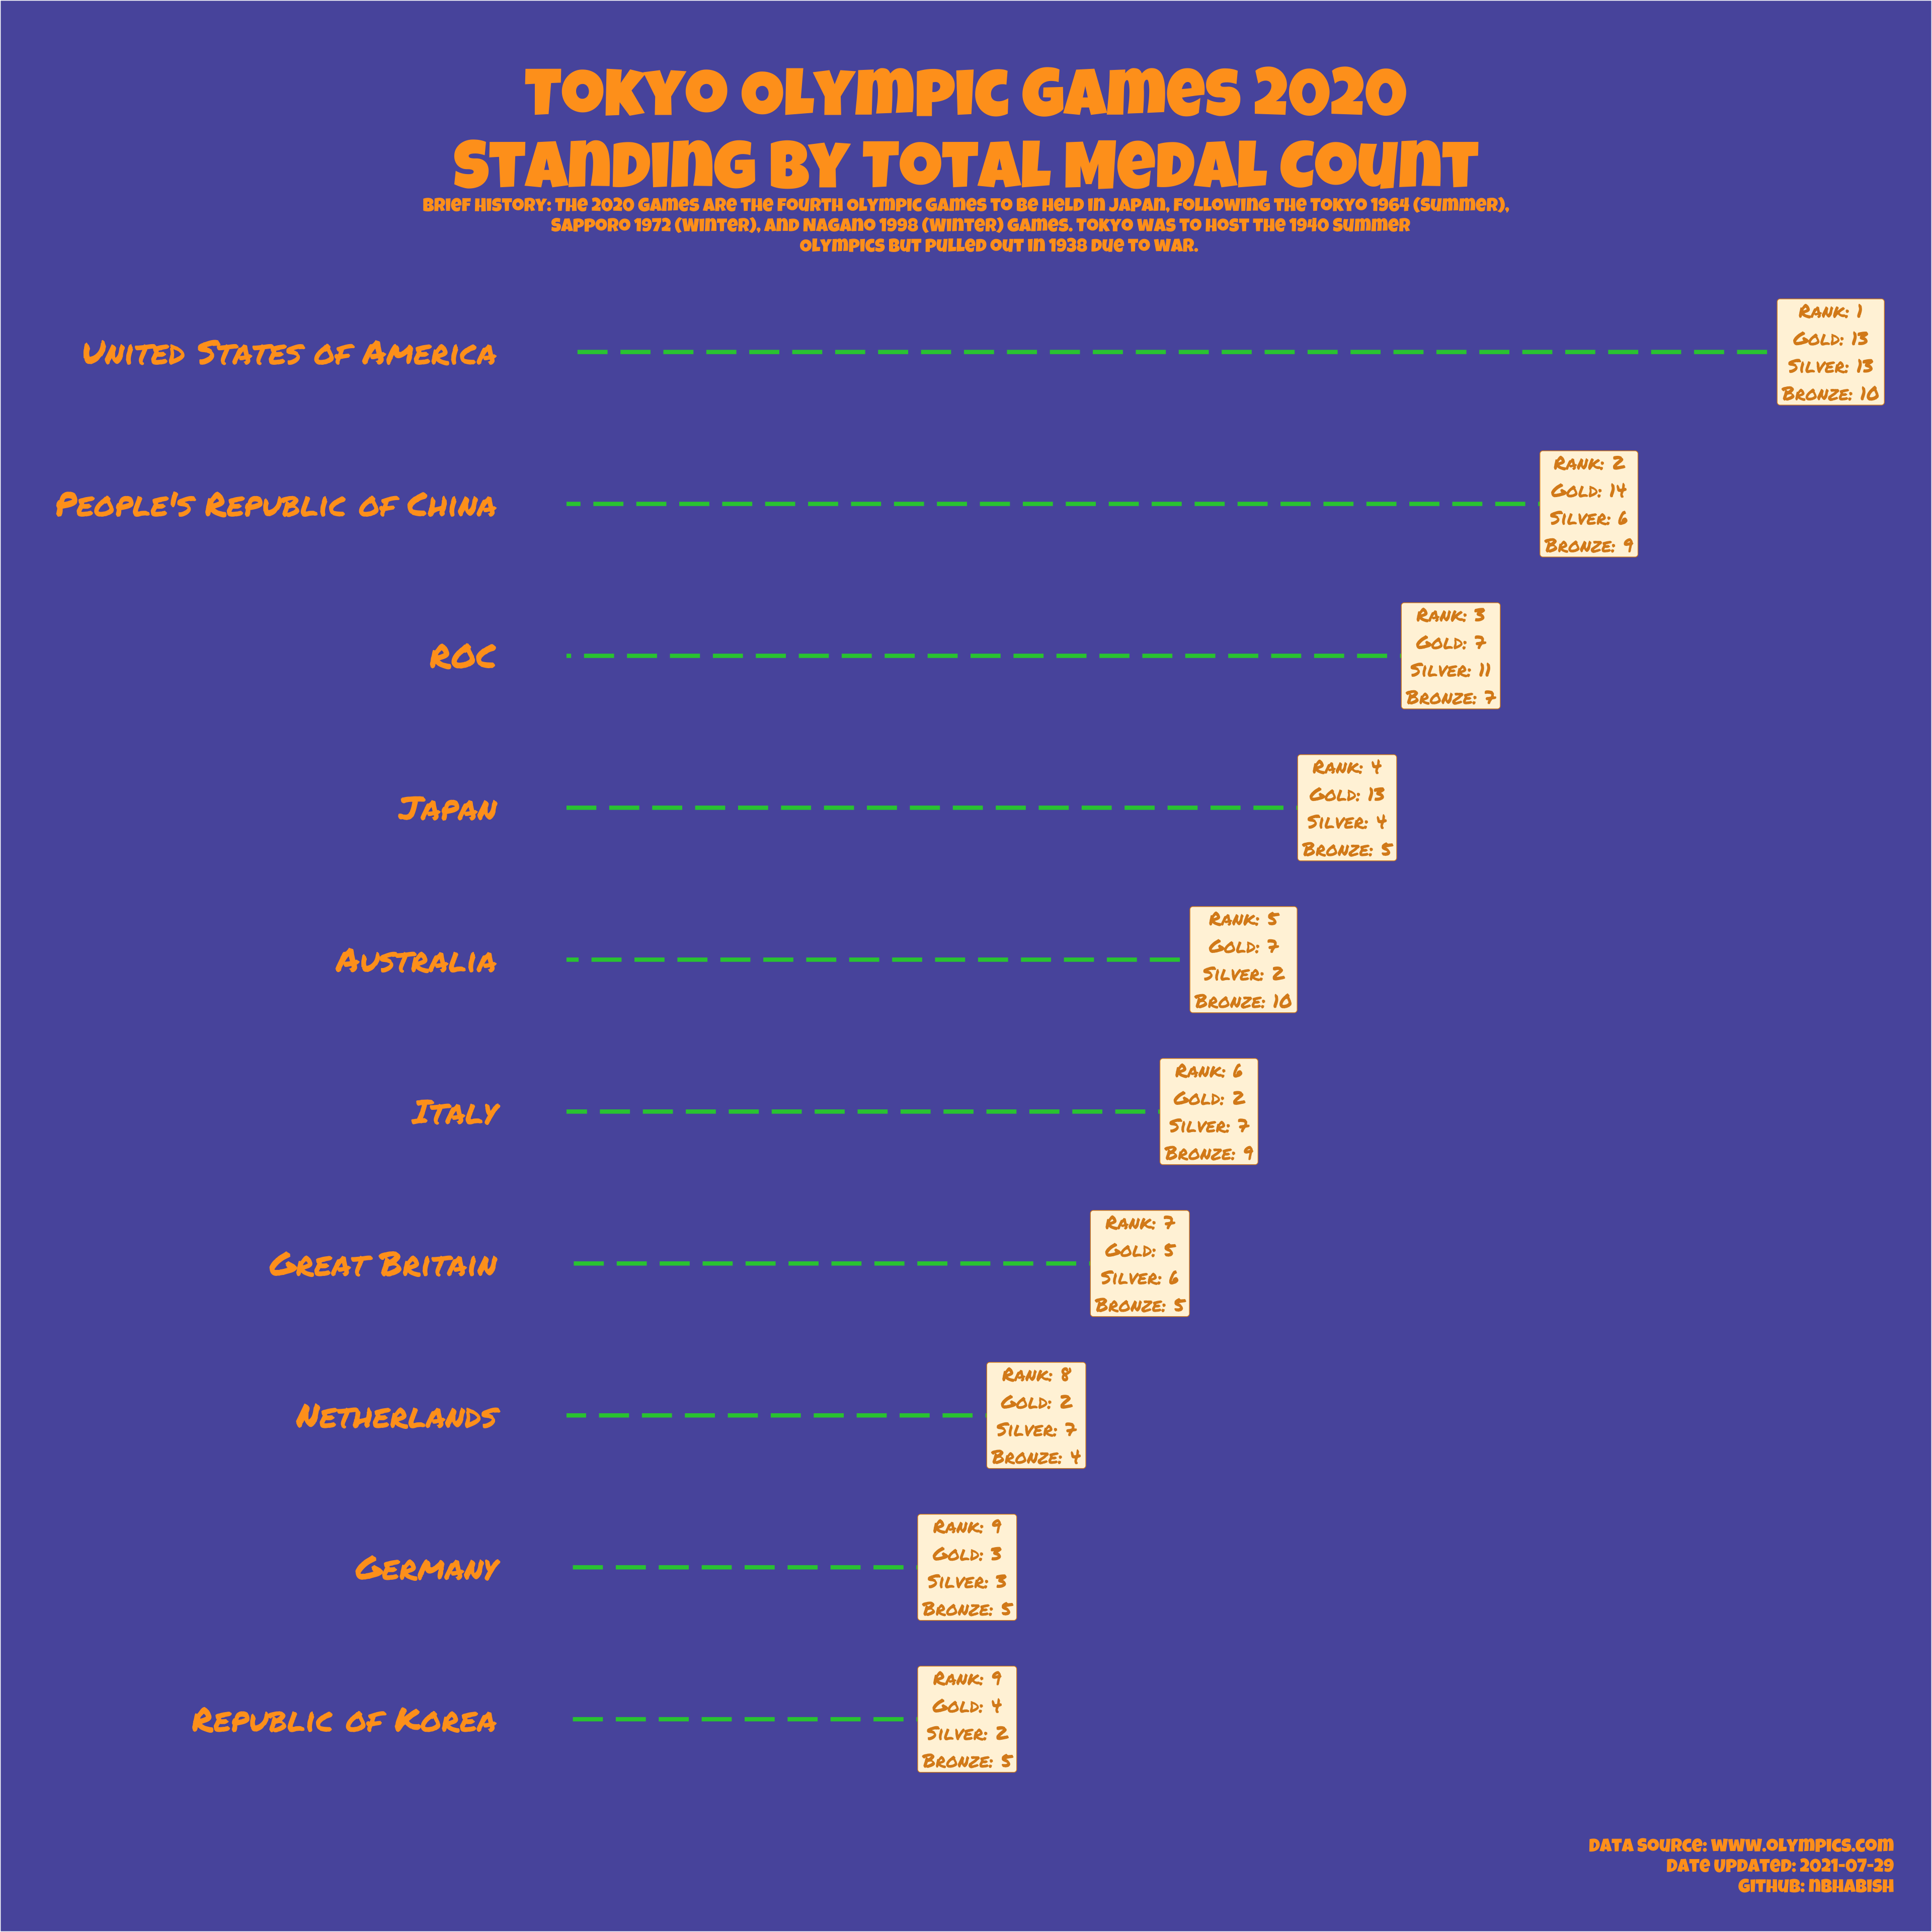 Tokyo Olympic Games 2020
Standing by Total Medal Count
Brief History: The 2020 Games are the fourth Olympic Games to be held in Japan, following the Tokyo 1964 (Summer),
Sapporo 1972 (Winter), and Nagano 1998 (Winter) games. Tokyo was to host the 1940 Summer
Olympics but pulled out in 1938 due to war.
United States of America
Rank: 1
Gold: 13
Silver: 13
Bronze: 10
People's Republic of China
Rank: 2
Gold: 14
Silver: 6
Bronze: 9
ROC
Rank: 3
Gold: 7
Silver: 11
Bronze: 7
Japan
Rank: 4
Gold: 13
Silver: 4
Bronze: 5
Australia
Rank: 5
Gold: 7
Silver: 2
Bronze: 10
Italy
Rank: 6
Gold: 2
Silver: 7
Bronze: 9
Great Britain
Rank: 7
Gold: 5
Silver: 6
Bronze: 5
Netherlands
Rank: 8
Gold: 2
Silver: 7
Bronze: 4
Germany
Rank: 9
Gold: 3
Silver: 3
Bronze: 5
Republic of Korea
Rank: 9
Gold: 4
Silver: 2
Bronze: 5
Data Source: www.olympics.com
Date Updated: 2021-07-29
Github: nbhabish